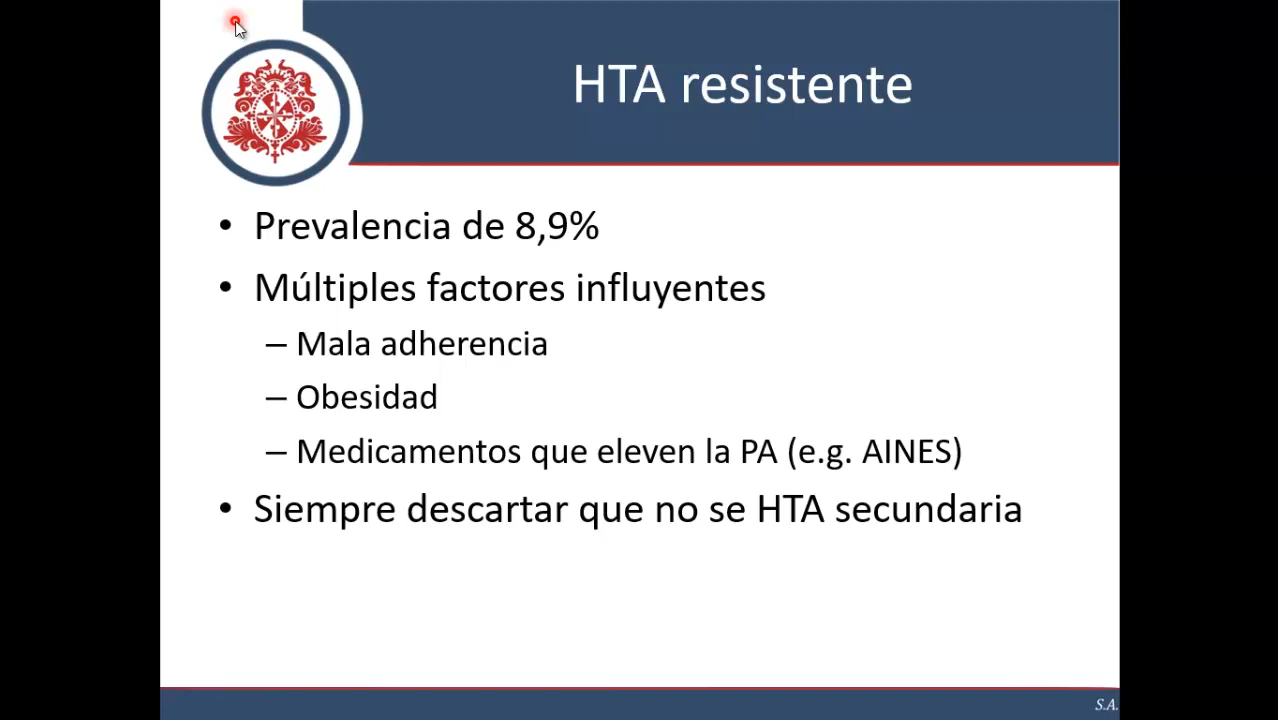 HTA resistente
• Prevalencia de 8,9%
• Múltiples factores influyentes
– Mala adherencia
– Obesidad
– Medicamentos que eleven la PA (e.g. AINES)
• Siempre descartar que no se HTA secundaria
S.A.